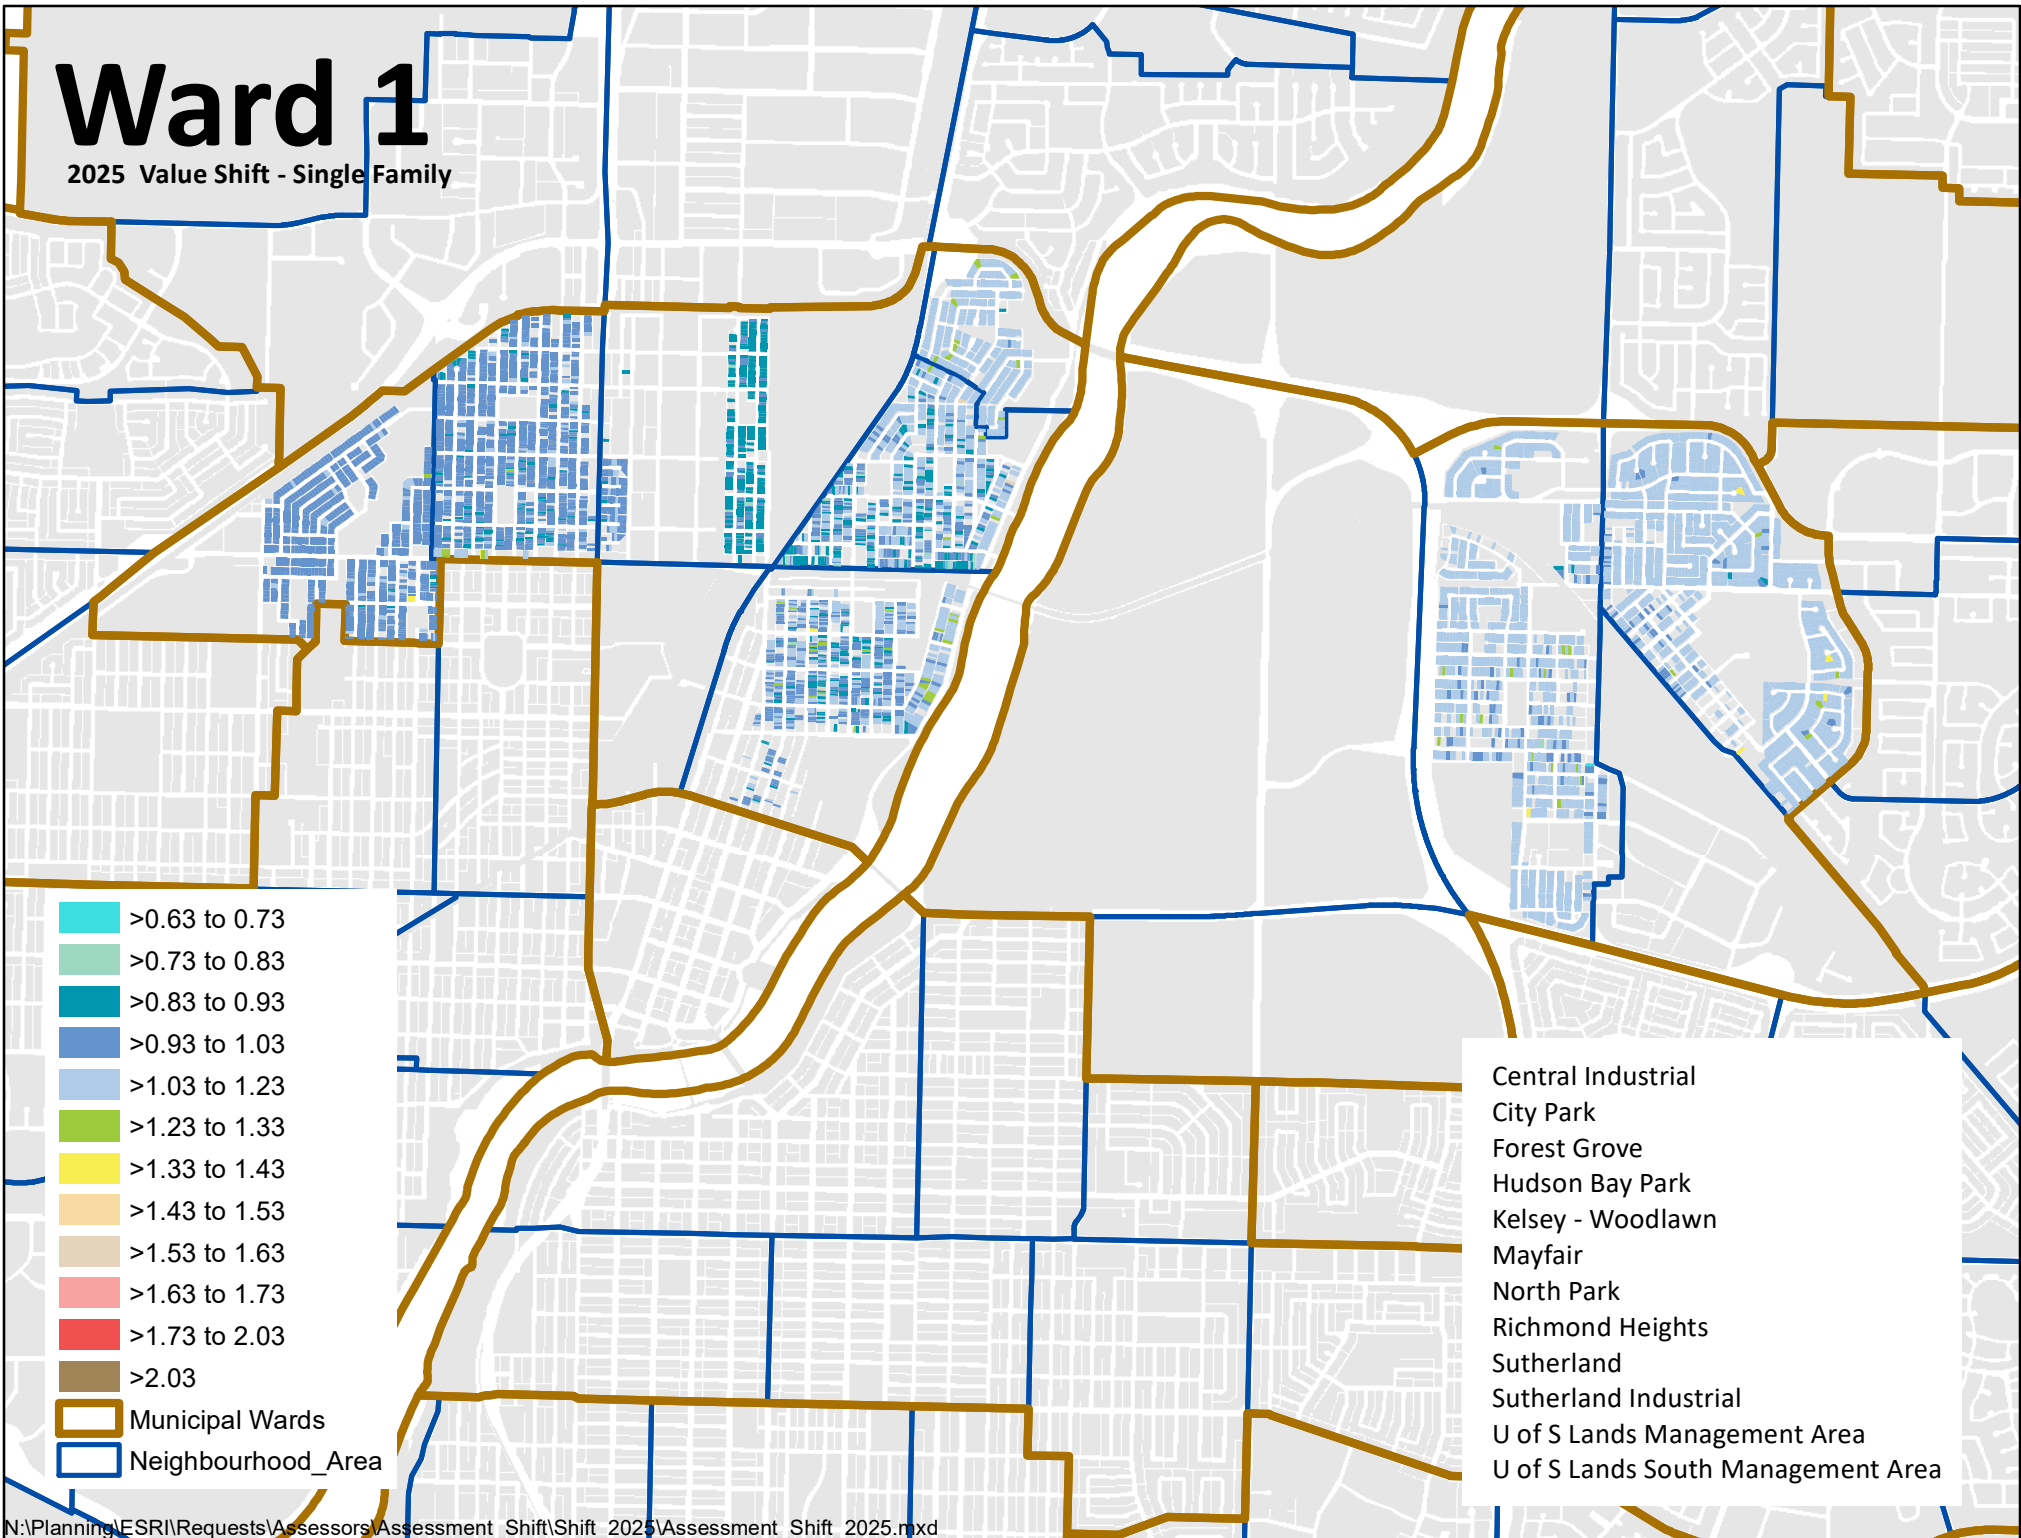 Ward 1
2025 Value Shift - Single Family
>0.63 to 0.73
>0.73 to 0.83
>0.83 to 0.93
>0.93 to 1.03
>1.03 to 1.23
>1.23 to 1.33
>1.33 to 1.43
>1.43 to 1.53
>1.53 to 1.63
>1.63 to 1.73
>1.73 to 2.03
>2.03
Municipal Wards
Neighbourhood_Area
Central Industrial
City Park
Forest Grove
Hudson Bay Park
Kelsey - Woodlawn
Mayfair
North Park
Richmond Heights
Sutherland
Sutherland Industrial
U of S Lands Management Area
U of S Lands South Management Area
N:\Planning\ESRI\Requests\Assessors\Assessment_Shift\Shift_2025\Assessment_Shift_2025.mxd